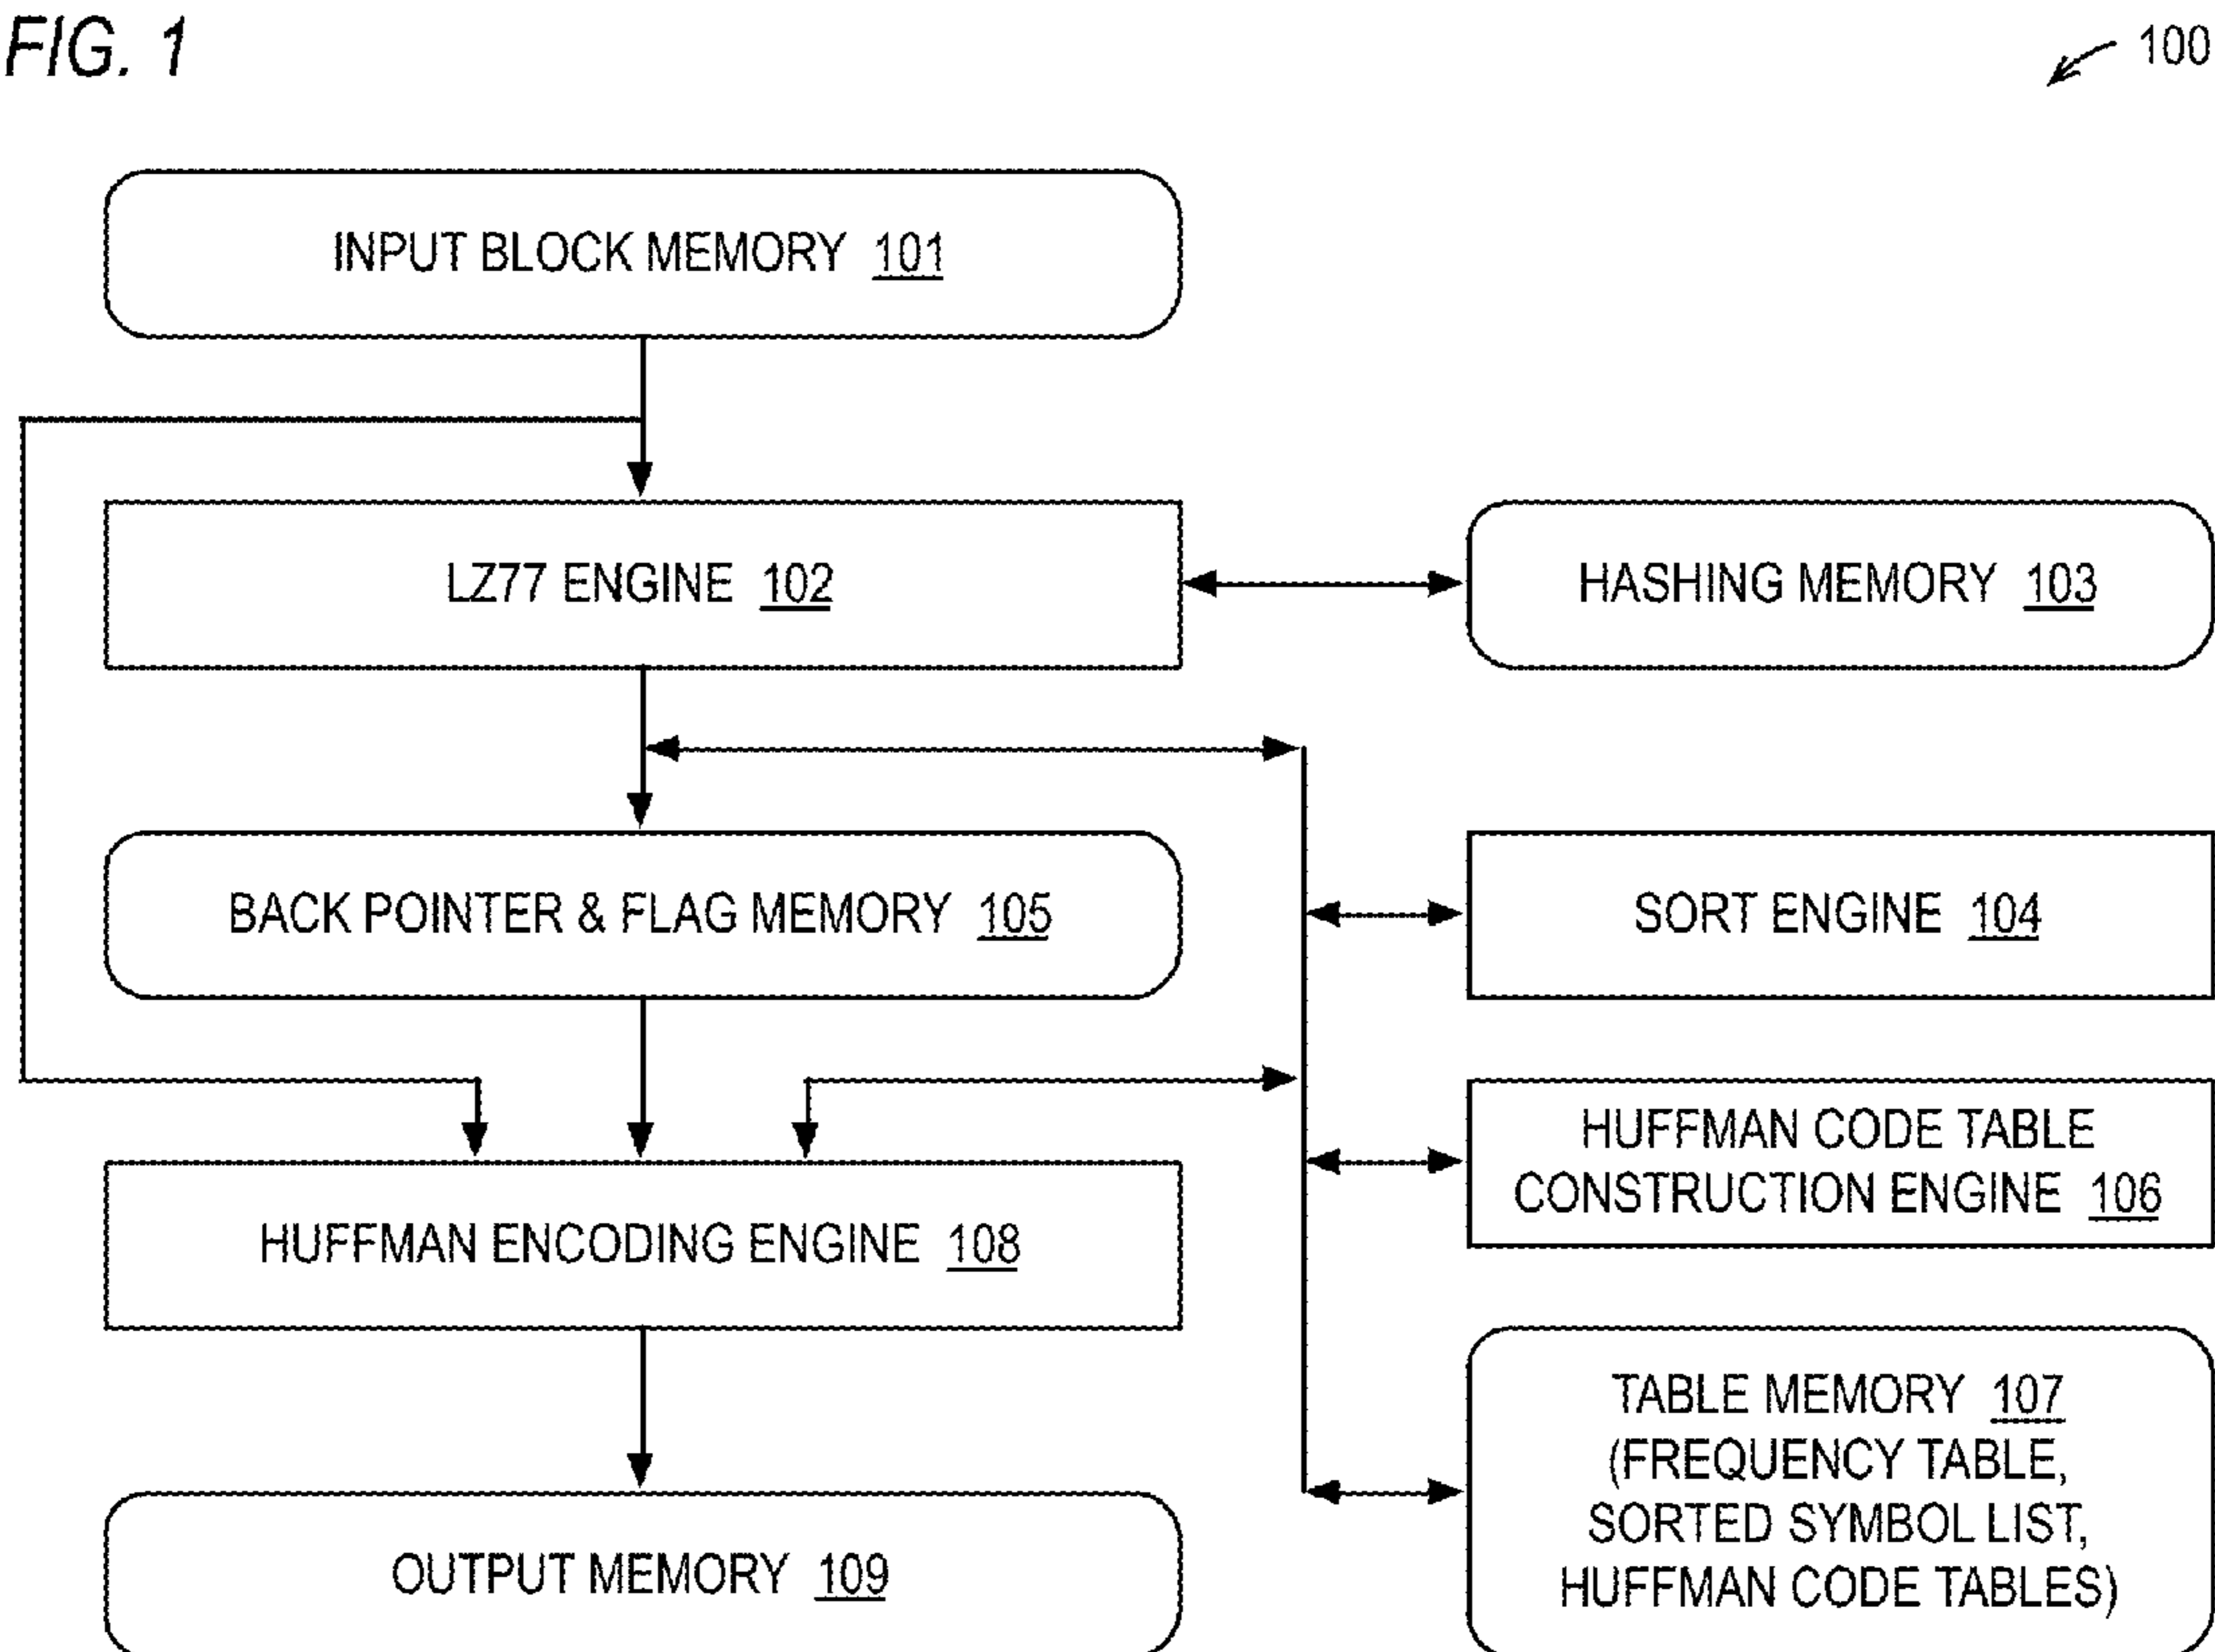 FIG. 1
100
INPUT BLOCK MEMORY 101
LZ77 ENGINE 102
HASHING MEMORY 103
BACK POINTER & FLAG MEMORY 105
SORT ENGINE 104
HUFFMAN CODE TABLE
CONSTRUCTION ENGINE 106
HUFFMAN ENCODING ENGINE 108
TABLE MEMORY 107
(FREQUENCY TABLE,
SORTED SYMBOL LIST,
HUFFMAN CODE TABLES)
OUTPUT MEMORY 109